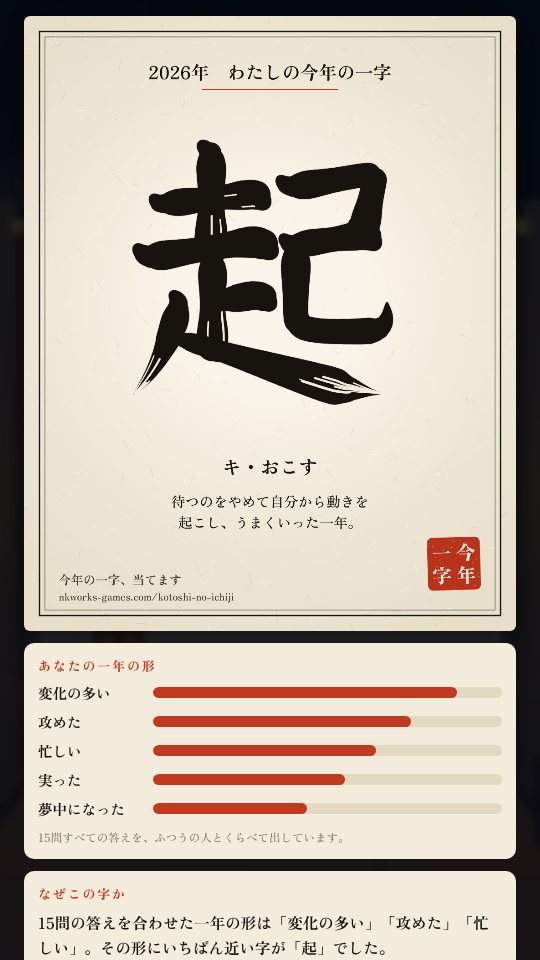 2026年 わたしの今年の一字
起
キ・おこす
待つのをやめて自分から動きを
起こし、うまくいった一年。
今年
一字
今年の一字、当てます
nkworks-games.com/kotoshi-no-ichiji
あなたの一年の形
変化の多い
攻めた
忙しい
実った
夢中になった
15問すべての答えを、ふつうの人とくらべて出しています。
なぜこの字か
15問の答えを合わせた一年の形は「変化の多い」「攻めた」「忙
しい」。その形にいちばん近い字が「起」でした。